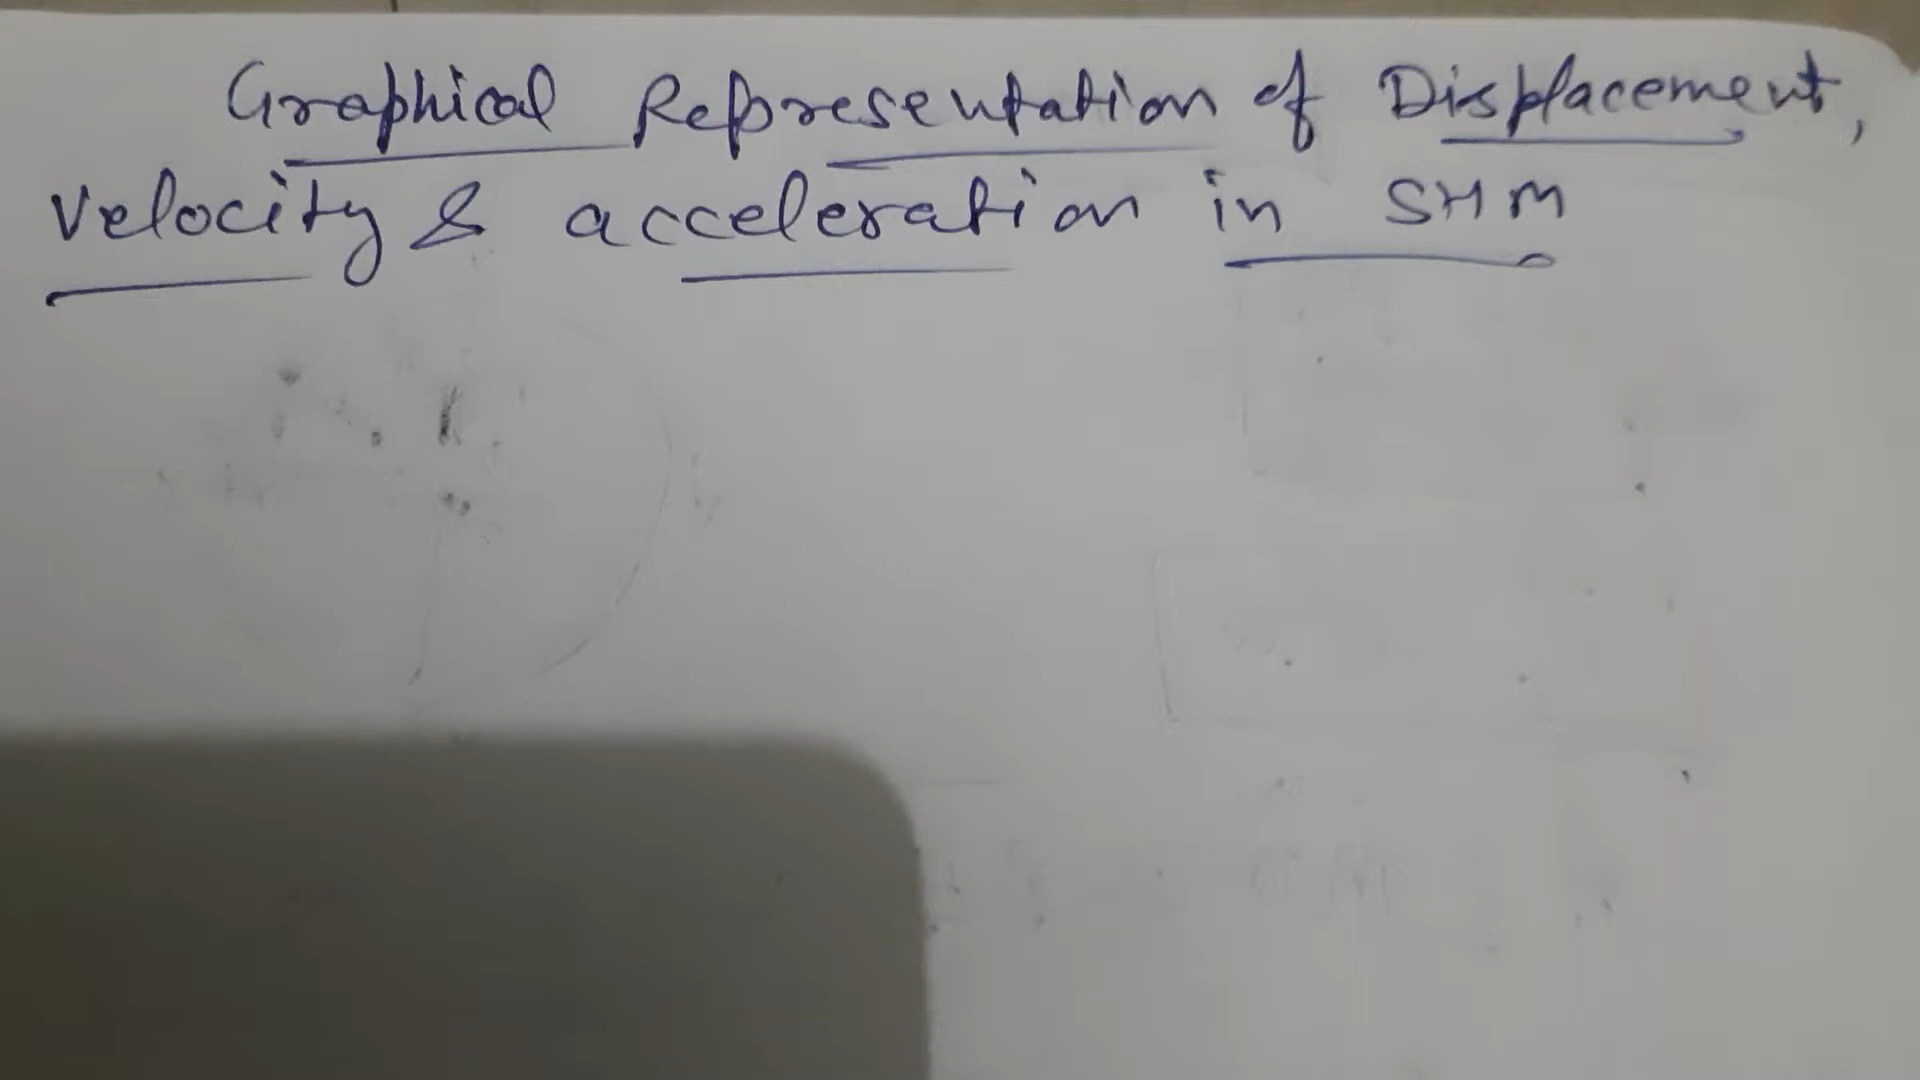 Graphical Representation of Displacement,
Velocity & acceleration in SHM